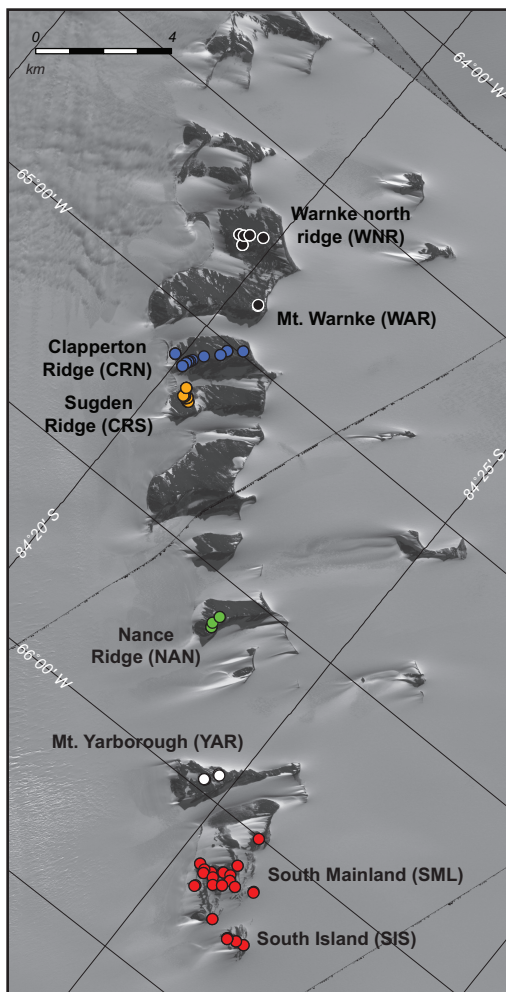 0 4
km
64°00' W
65°00' W
Warnke north
ridge (WNR)
Mt. Warnke (WAR)
Clapperton
Ridge (CRN)
Sugden
Ridge (CRS)
84°25' S
84°20' S
Nance
Ridge (NAN)
66°00' W
Mt. Yarborough (YAR)
South Mainland (SML)
South Island (SIS)